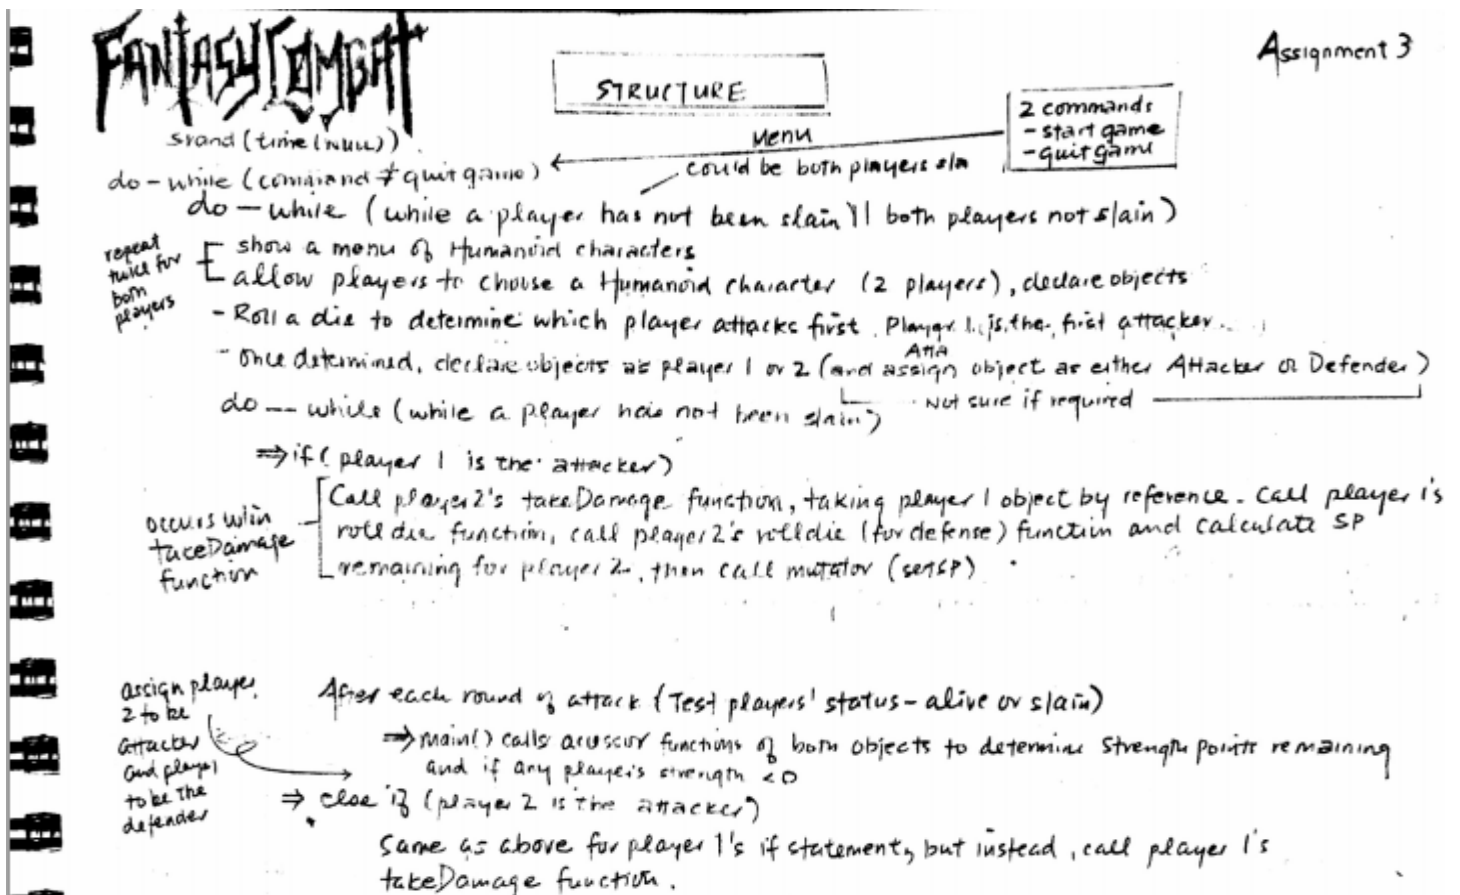 FANTASY COMBAT
Assignment 3
STRUCTURE
2 commands
- start game
- quit game
srand (time (NULL))
Menu
do - while (command ≠ quit game)
could be both players sla
do — while (while a player has not been slain || both players not slain)
repeat
twice for
both
players
show a menu of Humanoid characters
allow players to choose a Humanoid character (2 players), declare objects
- Roll a die to determine which player attacks first. Player 1 is the first attacker.
Atta
- Once determined, declare objects as player 1 or 2 (and assign object as either Attacker or Defender)
Not sure if required
do -- while (while a player has not been slain)
⇒ if (player 1 is the attacker)
occurs w/in
takeDamage
function
Call player 2's takeDamage function, taking player 1 object by reference. Call player 1's
roll die function, call player 2's rolldie (for defense) function and calculate SP
remaining for player 2, then call mutator (setSP)
assign player
2 to be
attacker
and player 1
to be the
defender
After each round of attack (Test players' status - alive or slain)
⇒ main() calls accessor functions of both objects to determine Strength points remaining
and if any player's strength < 0
⇒ else if (player 2 is the attacker)
Same as above for player 1's if statement, but instead, call player 1's
takeDamage function.